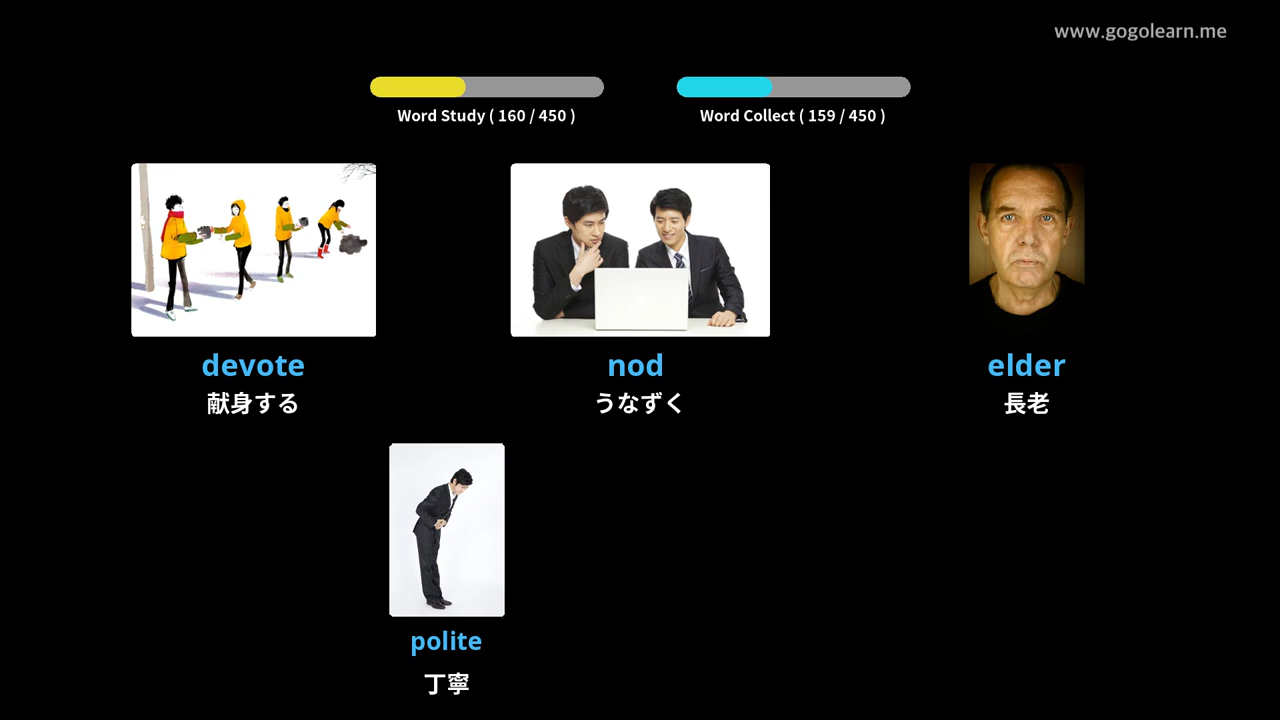 www.gogolearn.me
Word Study ( 160 / 450 )
Word Collect ( 159 / 450 )
devote
献身する
nod
うなずく
elder
長老
polite
丁寧